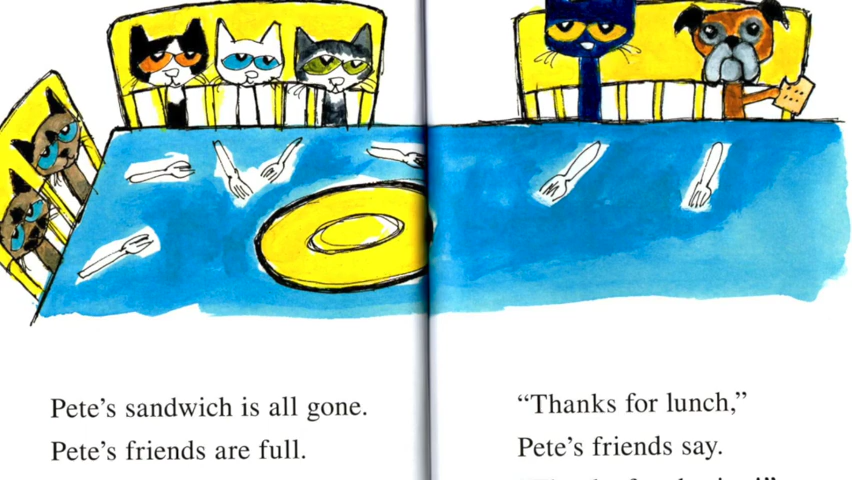 Pete's sandwich is all gone.
Pete's friends are full.
"Thanks for lunch,"
Pete's friends say.